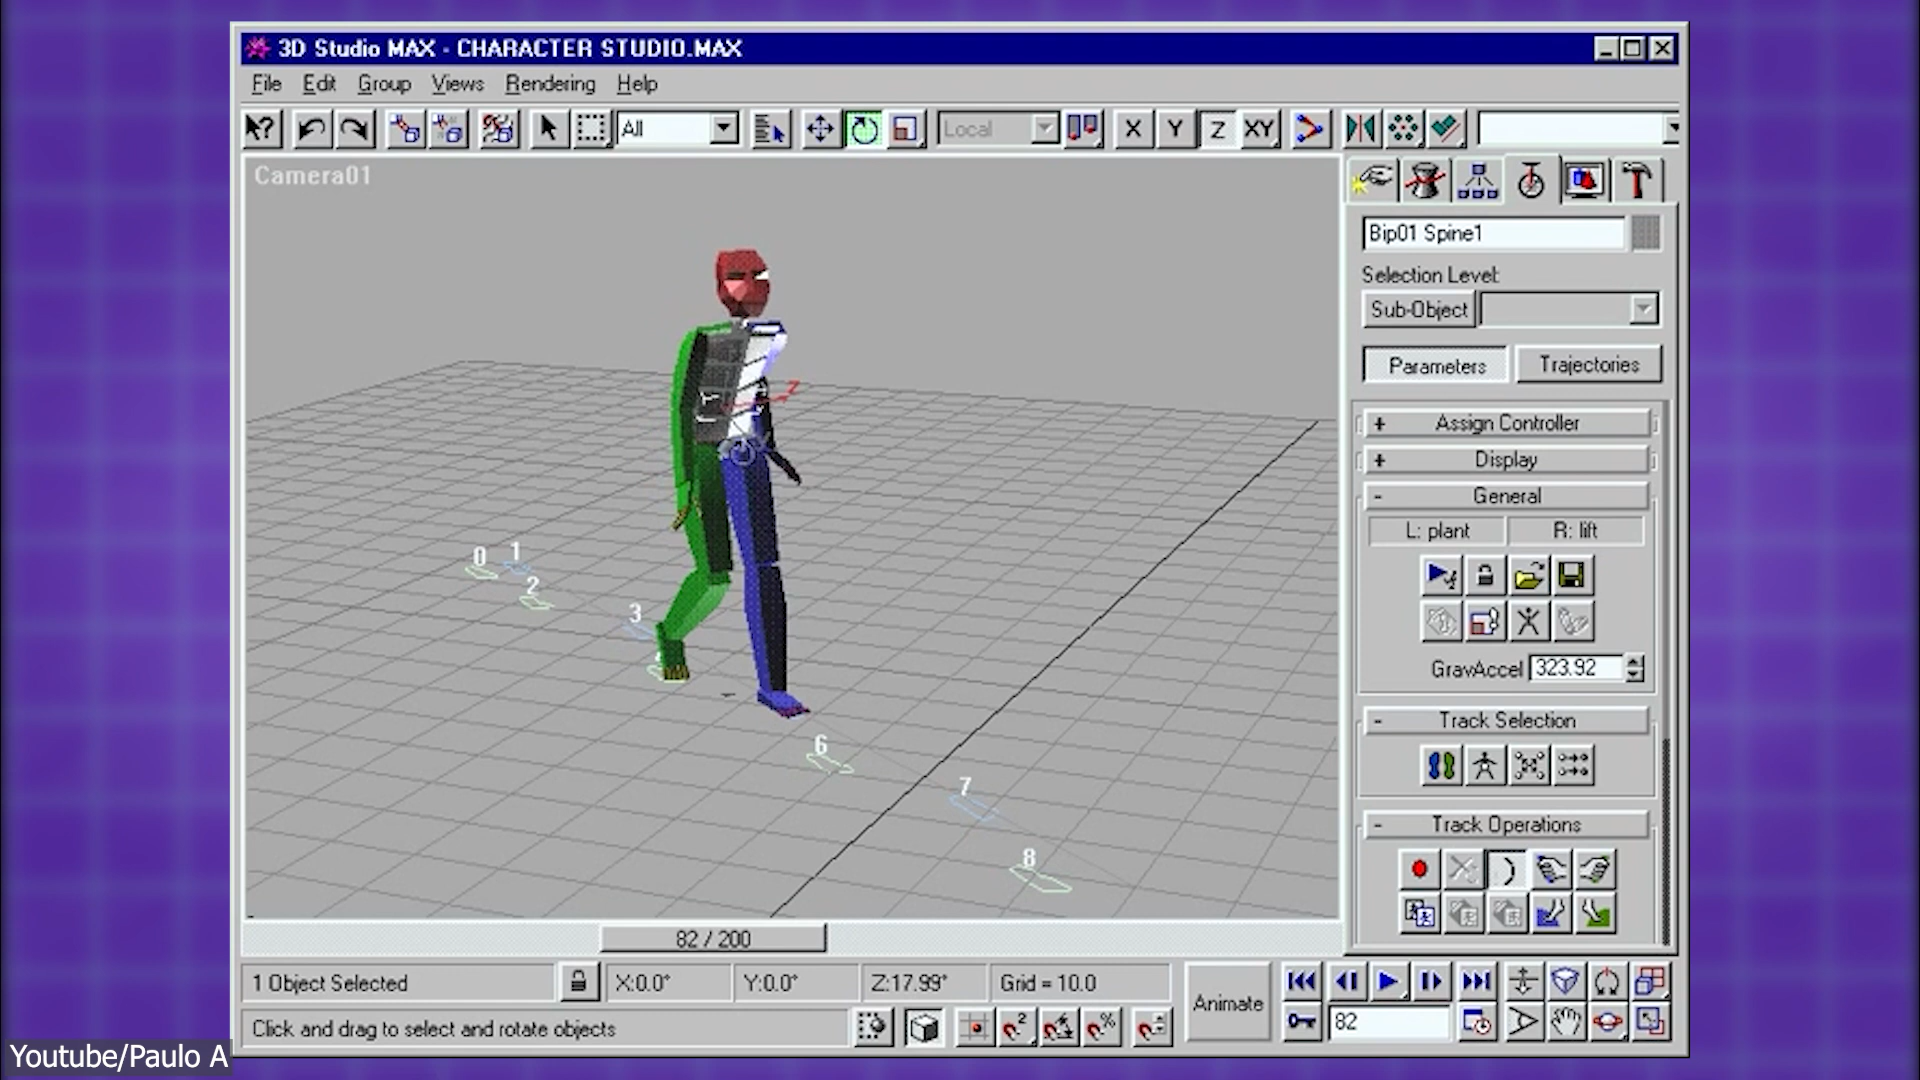 3D Studio MAX - CHARACTER STUDIO.MAX
File Edit Group Views Rendering Help
All
Local
X Y Z XY
Camera01
Bip01 Spine1
Selection Level:
Sub-Object
Parameters Trajectories
+ Assign Controller
+ Display
- General
L: plant R: lift
GravAccel 323.92
- Track Selection
- Track Operations
Z
0 1
2
3
6
7
8
82 / 200
1 Object Selected X:0.0° Y:0.0° Z:17.99° Grid = 10.0
Animate
Click and drag to select and rotate objects
2
%
82
Youtube/Paulo A